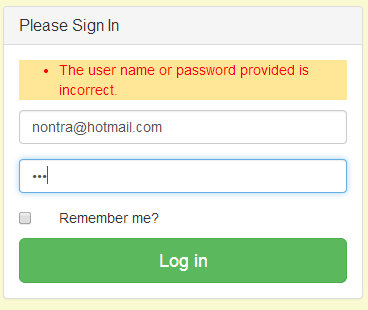 Please Sign In
• The user name or password provided is
incorrect.
nontra@hotmail.com
•••
Remember me?
Log in